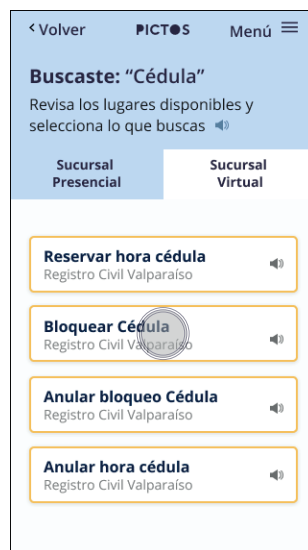 Volver PICTOS Menú
Buscaste: “Cédula”
Revisa los lugares disponibles y
selecciona lo que buscas
Sucursal
Presencial
Sucursal
Virtual
Reservar hora cédula
Registro Civil Valparaíso
Bloquear Cédula
Registro Civil Valparaíso
Anular bloqueo Cédula
Registro Civil Valparaíso
Anular hora cédula
Registro Civil Valparaíso